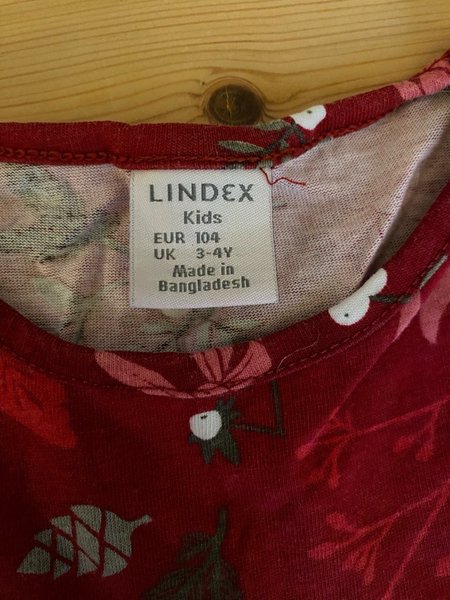 LINDEX
Kids
EUR 104
UK 3-4Y
Made in
Bangladesh